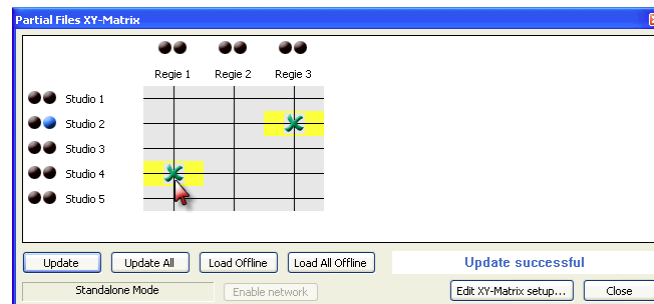 Partial Files XY-Matrix
Regie 1 Regie 2 Regie 3
Studio 1
Studio 2
Studio 3
Studio 4
Studio 5
Update Update All Load Offline Load All Offline Update successful
Standalone Mode Enable network Edit XY-Matrix setup... Close